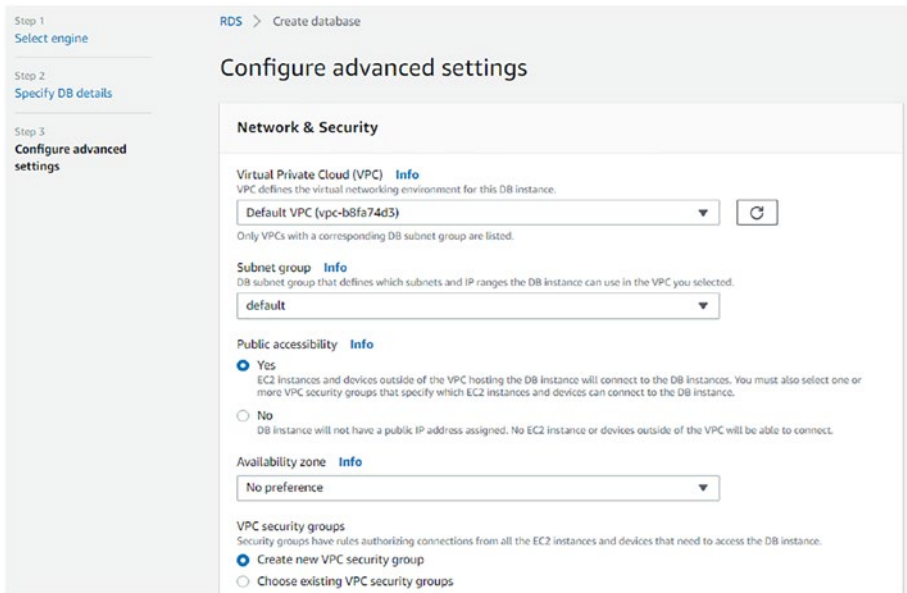 Step 1
Select engine
Step 2
Specify DB details
Step 3
Configure advanced
settings
RDS > Create database
Configure advanced settings
Network & Security
Virtual Private Cloud (VPC) Info
VPC defines the virtual networking environment for this DB instance.
Default VPC (vpc-b8fa74d3)
Only VPCs with a corresponding DB subnet group are listed.
Subnet group Info
DB subnet group that defines which subnets and IP ranges the DB instance can use in the VPC you selected.
default
Public accessibility Info
Yes
EC2 instances and devices outside of the VPC hosting the DB instance will connect to the DB instances. You must also select one or
more VPC security groups that specify which EC2 instances and devices can connect to the DB instance.
No
DB instance will not have a public IP address assigned. No EC2 instance or devices outside of the VPC will be able to connect.
Availability zone Info
No preference
VPC security groups
Security groups have rules authorizing connections from all the EC2 instances and devices that need to access the DB instance.
Create new VPC security group
Choose existing VPC security groups